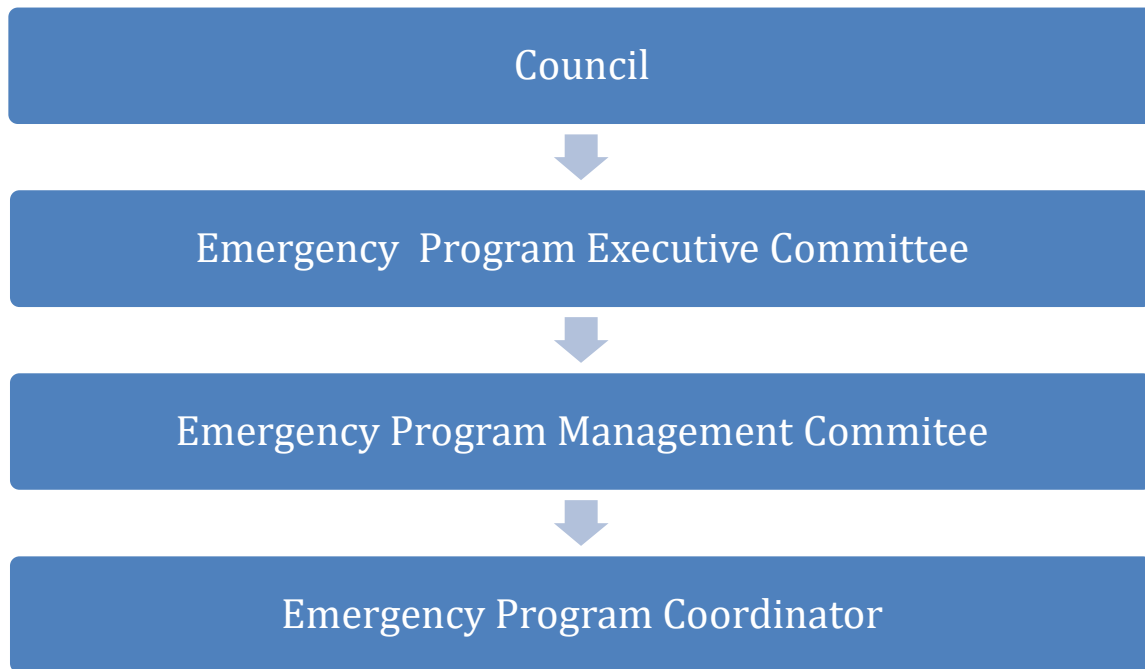 Council
Emergency  Program Executive Committee
Emergency Program Management Commitee
Emergency Program Coordinator